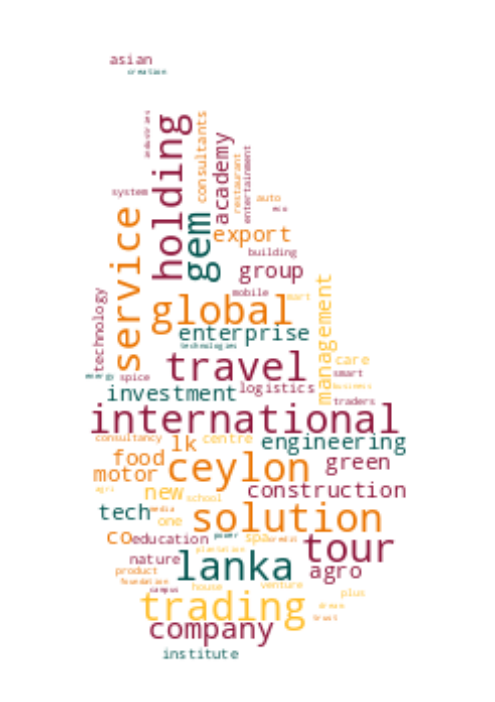 asian
creation
holding
consultants
academy
restaurant
entertainment
system
auto
eco
service
gem
export
building
group
technology
mobile
mart
global
management
enterprise
technologies
travel
care
smart
spice
business
investment
logistics
traders
international
consultancy
lk
centre
engineering
food
motor
ceylon
green
agri
new
school
construction
tech
media
one
solution
co
education
power
spa
credit
tour
plantation
nature
lanka
agro
product
foundation
campus
house
venture
plus
trading
dream
trust
company
institute